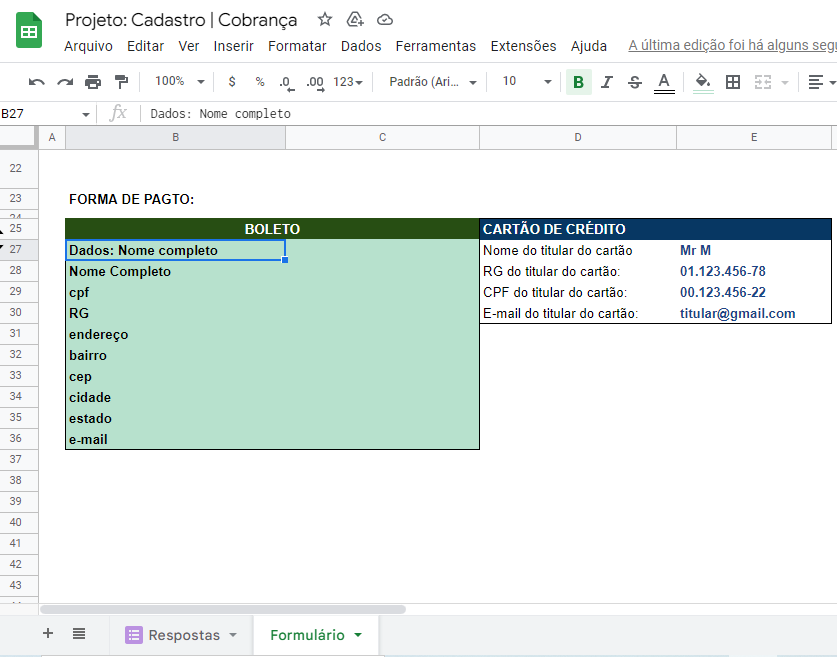 Projeto: Cadastro | Cobrança
Arquivo Editar Ver Inserir Formatar Dados Ferramentas Extensões Ajuda A última edição foi há alguns seg
100% $ % .0 .00 123 Padrão (Ari... 10 B I S A
B27 fx Dados: Nome completo
A B C D E
22
23 FORMA DE PAGTO:
24
25 BOLETO CARTÃO DE CRÉDITO
27 Dados: Nome completo Nome do titular do cartão Mr M
28 Nome Completo RG do titular do cartão: 01.123.456-78
29 cpf CPF do titular do cartão: 00.123.456-22
30 RG E-mail do titular do cartão: titular@gmail.com
31 endereço
32 bairro
33 cep
34 cidade
35 estado
36 e-mail
37
38
39
40
41
42
43
+ Respostas Formulário